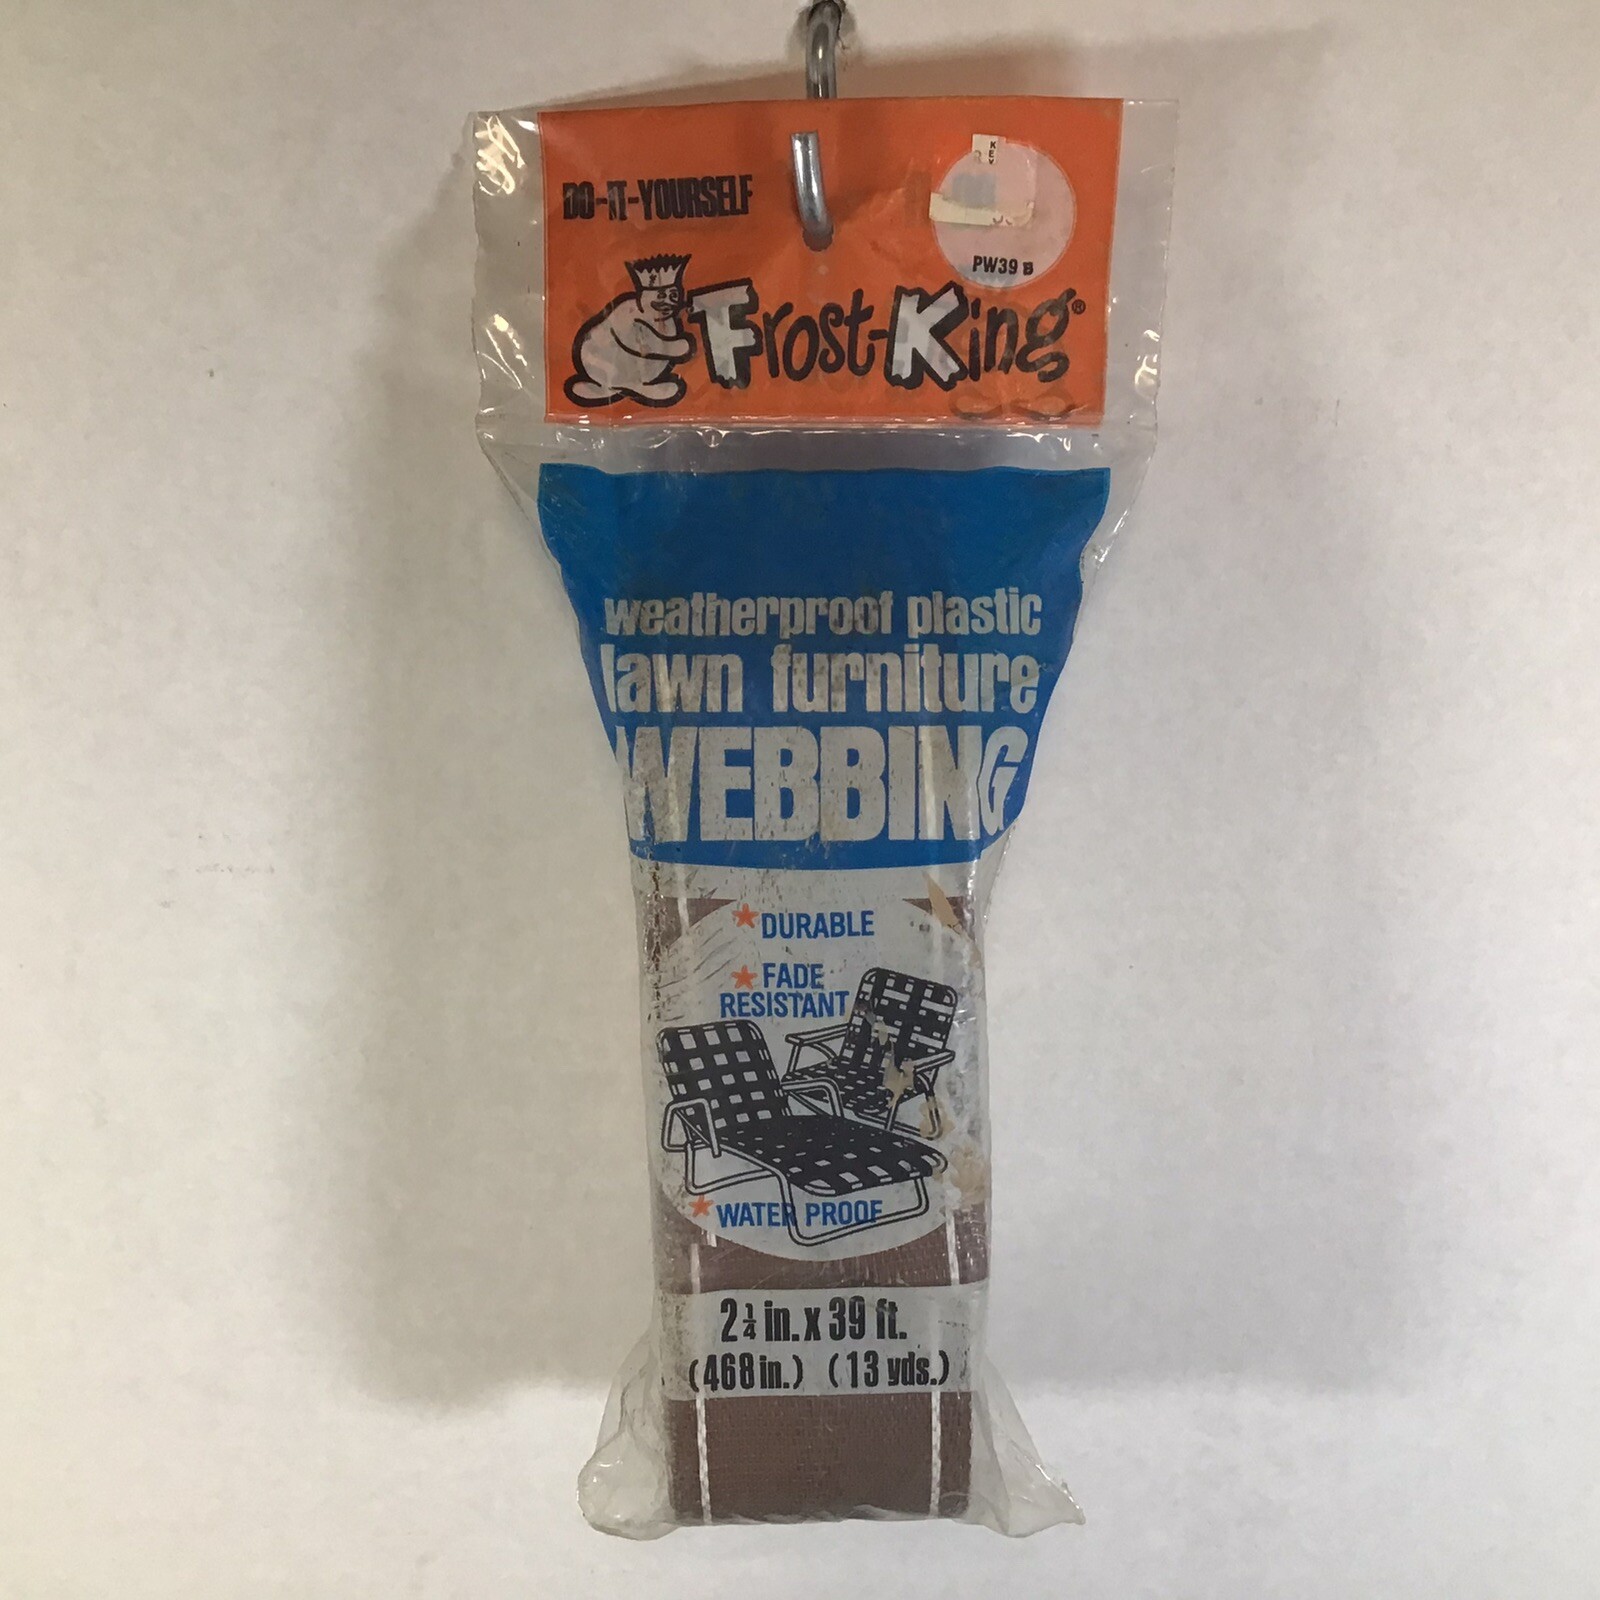 DO-IT-YOURSELF
KEY
PW39 B
Frost-King®
weatherproof plastic
lawn furniture
WEBBING
* DURABLE
* FADE
RESISTANT
* WATER PROOF
2 1/4 in. x 39 ft.
(468 in.) (13 yds.)